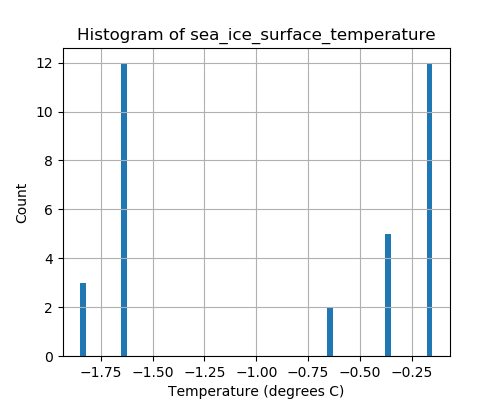 Histogram of sea_ice_surface_temperature
12
10
8
6
4
2
0
Count
−1.75 −1.50 −1.25 −1.00 −0.75 −0.50 −0.25
Temperature (degrees C)